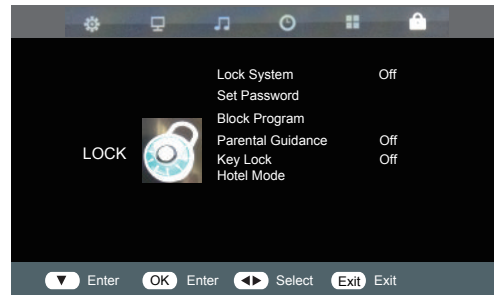 Lock System Off
Set Password
Block Program
LOCK
Parental Guidance Off
Key Lock Off
Hotel Mode
▼ Enter OK Enter ◀▶ Select Exit Exit